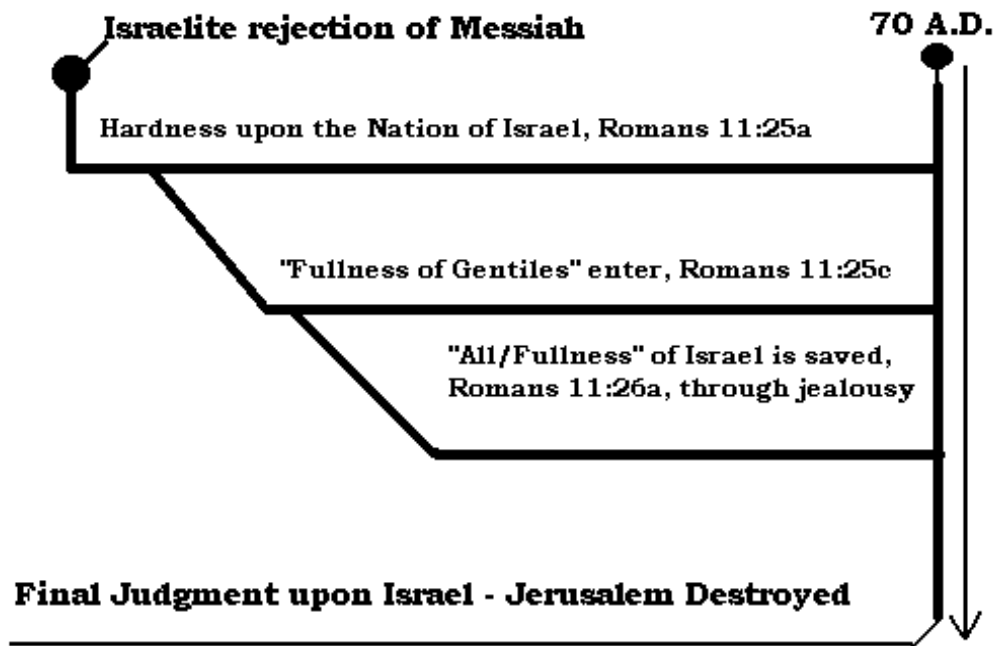 Israelite rejection of Messiah
70 A.D.
Hardness upon the Nation of Israel, Romans 11:25a
"Fullness of Gentiles" enter, Romans 11:25c
"All/Fullness" of Israel is saved,
Romans 11:26a, through jealousy
Final Judgment upon Israel - Jerusalem Destroyed